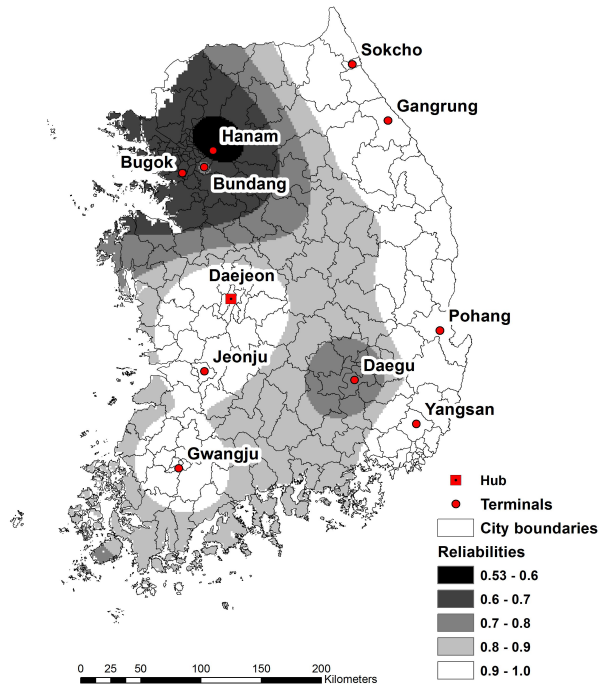 Sokcho
Gangrung
Hanam
Bugok
Bundang
Daejeon
Pohang
Jeonju
Daegu
Yangsan
Gwangju
Hub
Terminals
City boundaries
Reliabilities
0.53 - 0.6
0.6 - 0.7
0.7 - 0.8
0.8 - 0.9
0.9 - 1.0
0 25 50 100 150 200
Kilometers